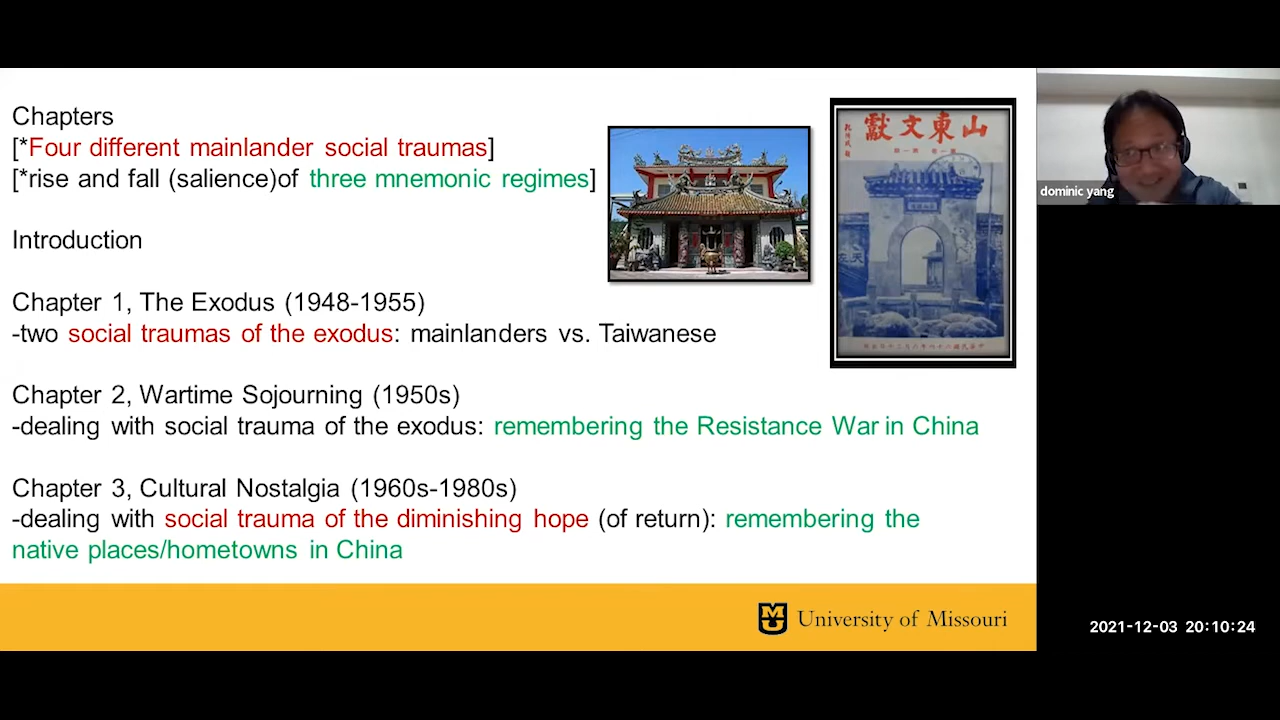 Chapters
[*Four different mainlander social traumas]
[*rise and fall (salience)of three mnemonic regimes]
Introduction
Chapter 1, The Exodus (1948-1955)
-two social traumas of the exodus: mainlanders vs. Taiwanese
Chapter 2, Wartime Sojourning (1950s)
-dealing with social trauma of the exodus: remembering the Resistance War in China
Chapter 3, Cultural Nostalgia (1960s-1980s)
-dealing with social trauma of the diminishing hope (of return): remembering the
native places/hometowns in China
獻文東山
University of Missouri
dominic yang
2021-12-03 20:10:24